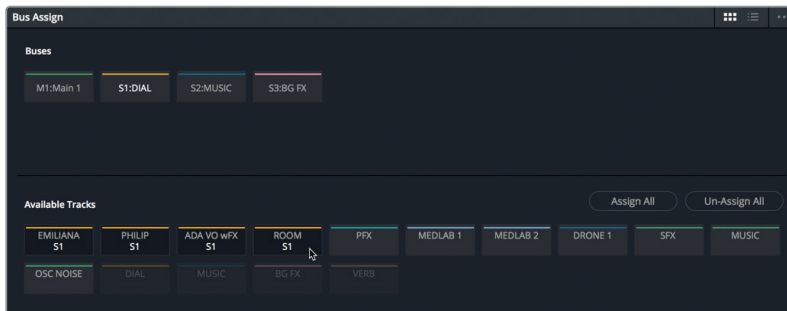 Bus Assign
Buses
M1:Main 1 S1:DIAL S2:MUSIC S3:BG FX
Available Tracks Assign All Un-Assign All
EMILIANA PHILIP ADA VO wFX ROOM PFX MEDLAB 1 MEDLAB 2 DRONE 1 SFX MUSIC
S1 S1 S1 S1
OSC NOISE DIAL MUSIC BG FX VERB